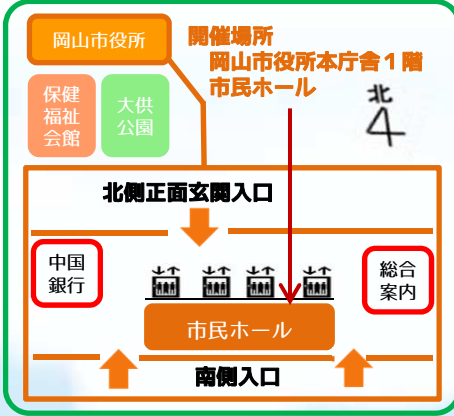 岡山市役所
開催場所
岡山市役所本庁舎１階
市民ホール
保健
福祉
会館
大供
公園
北
北側正面玄関入口
中国
銀行
総合
案内
市民ホール
南側入口